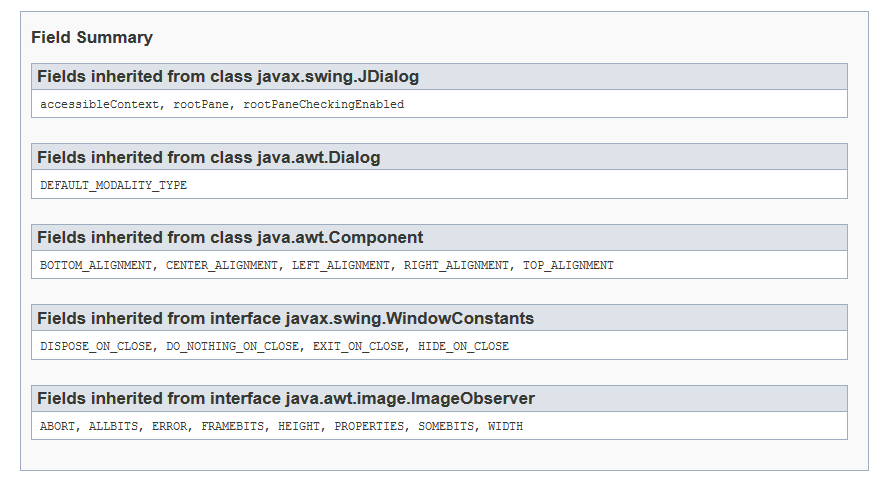 Field Summary
Fields inherited from class javax.swing.JDialog
accessibleContext, rootPane, rootPaneCheckingEnabled
Fields inherited from class java.awt.Dialog
DEFAULT_MODALITY_TYPE
Fields inherited from class java.awt.Component
BOTTOM_ALIGNMENT, CENTER_ALIGNMENT, LEFT_ALIGNMENT, RIGHT_ALIGNMENT, TOP_ALIGNMENT
Fields inherited from interface javax.swing.WindowConstants
DISPOSE_ON_CLOSE, DO_NOTHING_ON_CLOSE, EXIT_ON_CLOSE, HIDE_ON_CLOSE
Fields inherited from interface java.awt.image.ImageObserver
ABORT, ALLBITS, ERROR, FRAMEBITS, HEIGHT, PROPERTIES, SOMEBITS, WIDTH